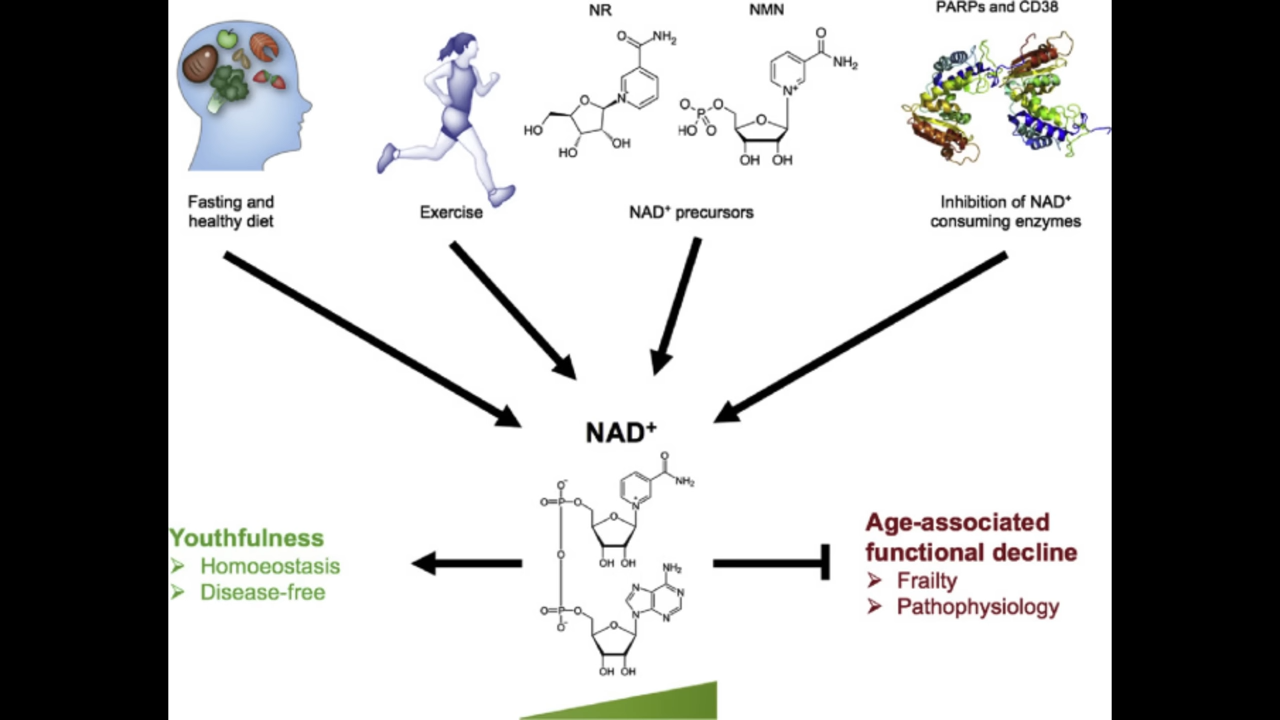 NR
NMN
PARPs and CD38
O
NH₂
N
O
HO
HO
OH
O
NH₂
N⁺
O
P
O
HO
O
O
OH
OH
Fasting and
healthy diet
Exercise
NAD⁺ precursors
Inhibition of NAD⁺
consuming enzymes
NAD⁺
O
NH₂
N⁺
O⁻
O=P–O
O
OH OH
O
Youthfulness
➢ Homoeostasis
➢ Disease-free
Age-associated
functional decline
➢ Frailty
➢ Pathophysiology
NH₂
N
N
N
N
O=P–O
O⁻
O
OH OH